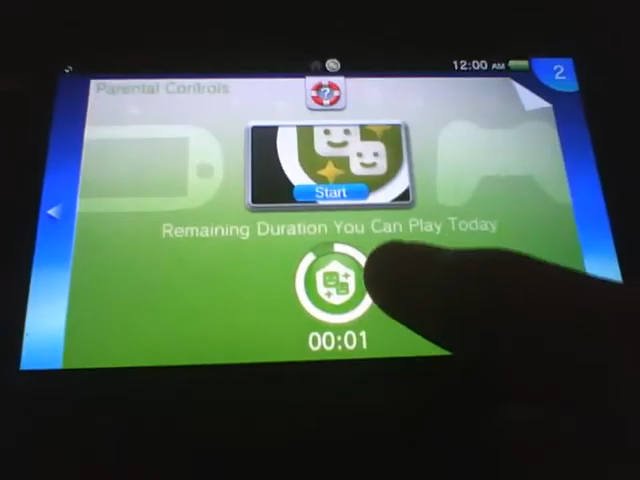 12:00 AM
2
Parental Controls
?
Start
Remaining Duration You Can Play Today
00:01